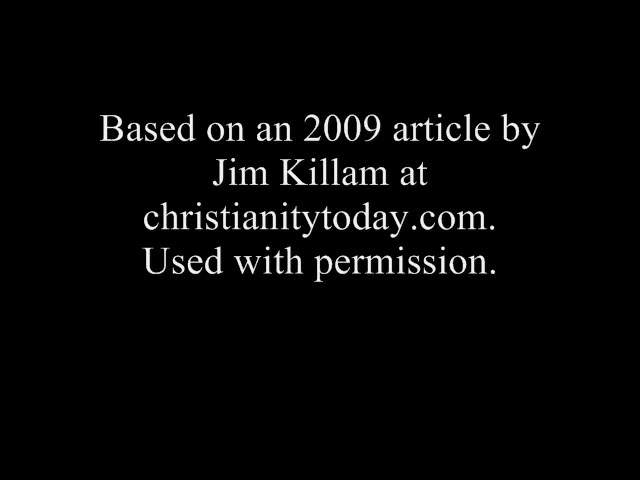 Based on an 2009 article by
Jim Killam at
christianitytoday.com.
Used with permission.